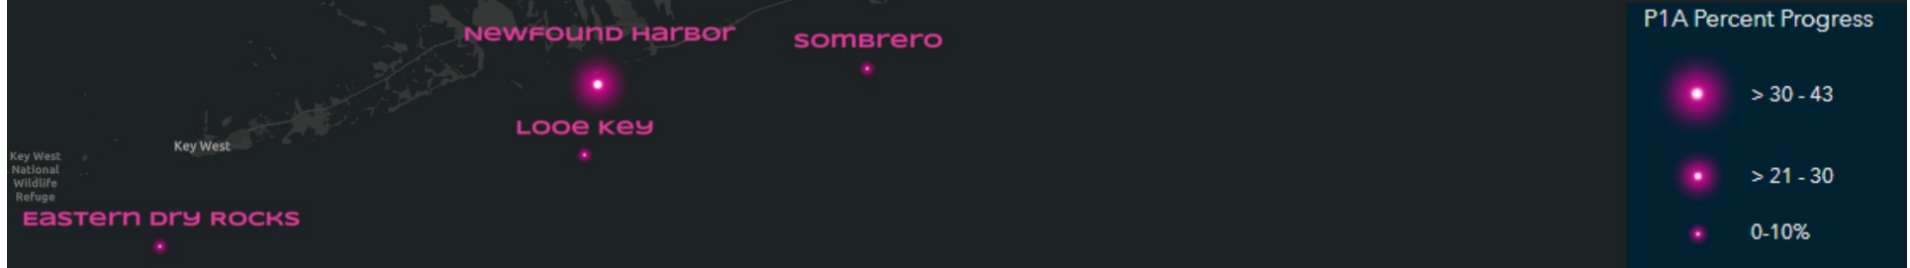 Newfound Harbor
Sombrero
Looe Key
Key West
Key West
National
Wildlife
Refuge
Eastern Dry Rocks
P1A Percent Progress
> 30 - 43
> 21 - 30
0-10%